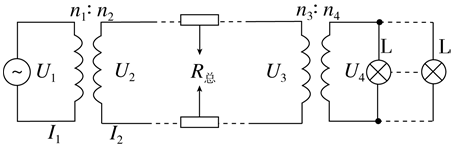 n₁∶n₂ n₃∶n₄
L L
U₁ U₂ R总 U₃ U₄
I₁ I₂